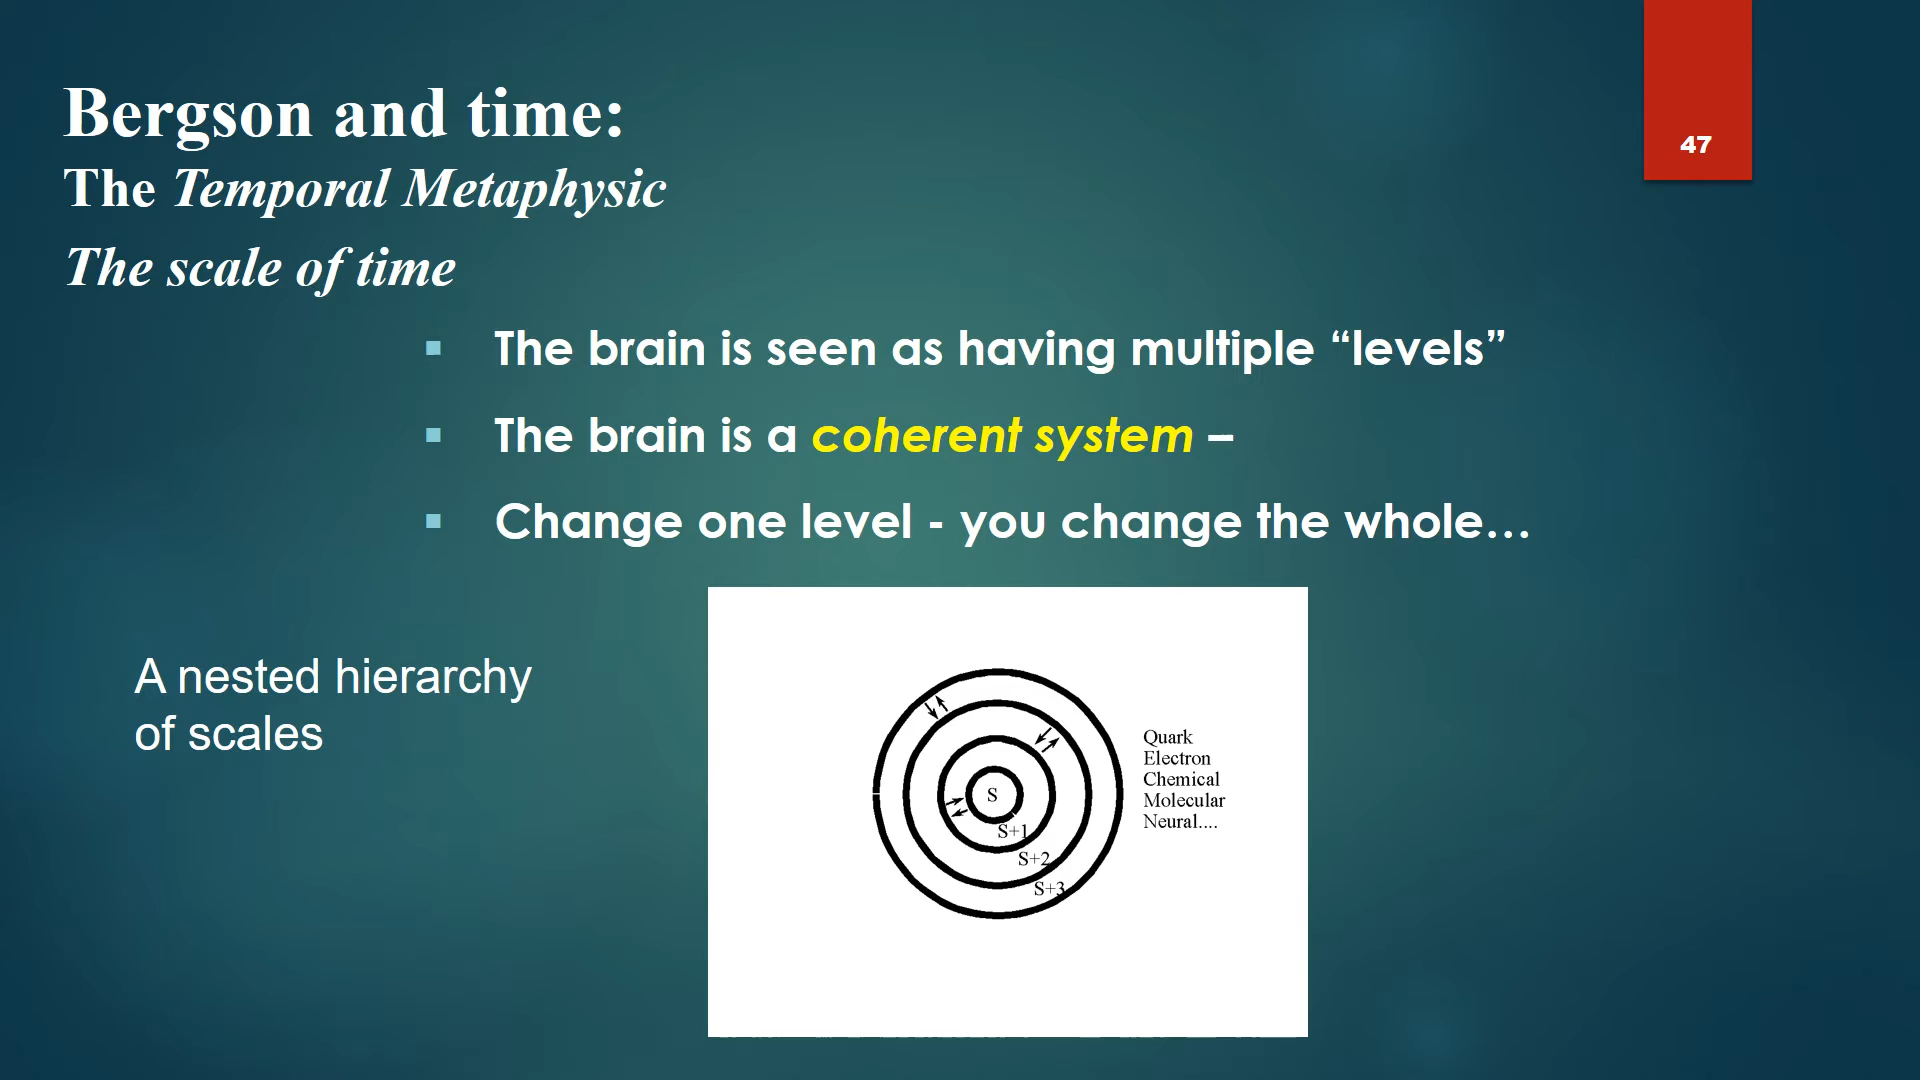 47
Bergson and time:
The Temporal Metaphysic
The scale of time
The brain is seen as having multiple “levels”
The brain is a coherent system –
Change one level - you change the whole…
A nested hierarchy
of scales
S
S+1
S+2
S+3
Quark
Electron
Chemical
Molecular
Neural....